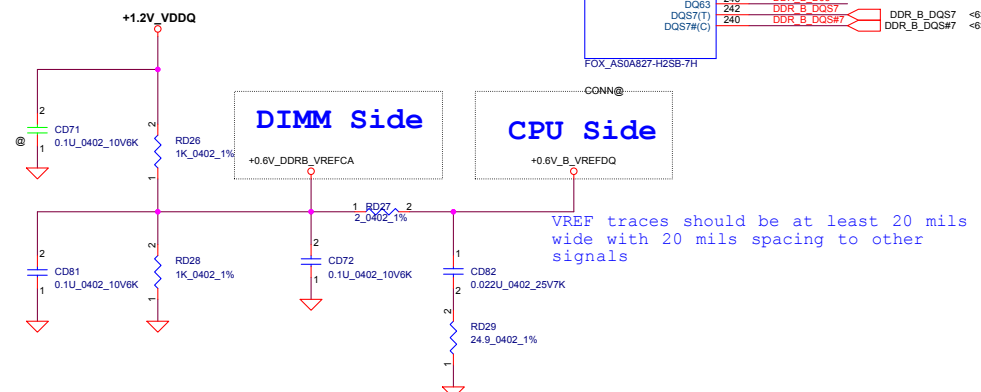 +1.2V_VDDQ
DQ63
DQS7(T)
242
DDR_B_DQS7
DDR_B_DQS7
DQS7#(C)
240
DDR_B_DQS#7
DDR_B_DQS#7
FOX_AS0A827-H2SB-7H
CONN@
2
CD71
0.1U_0402_10V6K
@
1
2
RD26
1K_0402_1%
1
DIMM Side
+0.6V_DDRB_VREFCA
CPU Side
+0.6V_B_VREFDQ
1
RD27
2
2_0402_1%
VREF traces should be at least 20 mils
wide with 20 mils spacing to other
signals
2
CD81
0.1U_0402_10V6K
1
2
RD28
1K_0402_1%
1
2
CD72
0.1U_0402_10V6K
1
1
CD82
0.022U_0402_25V7K
2
2
RD29
24.9_0402_1%
1